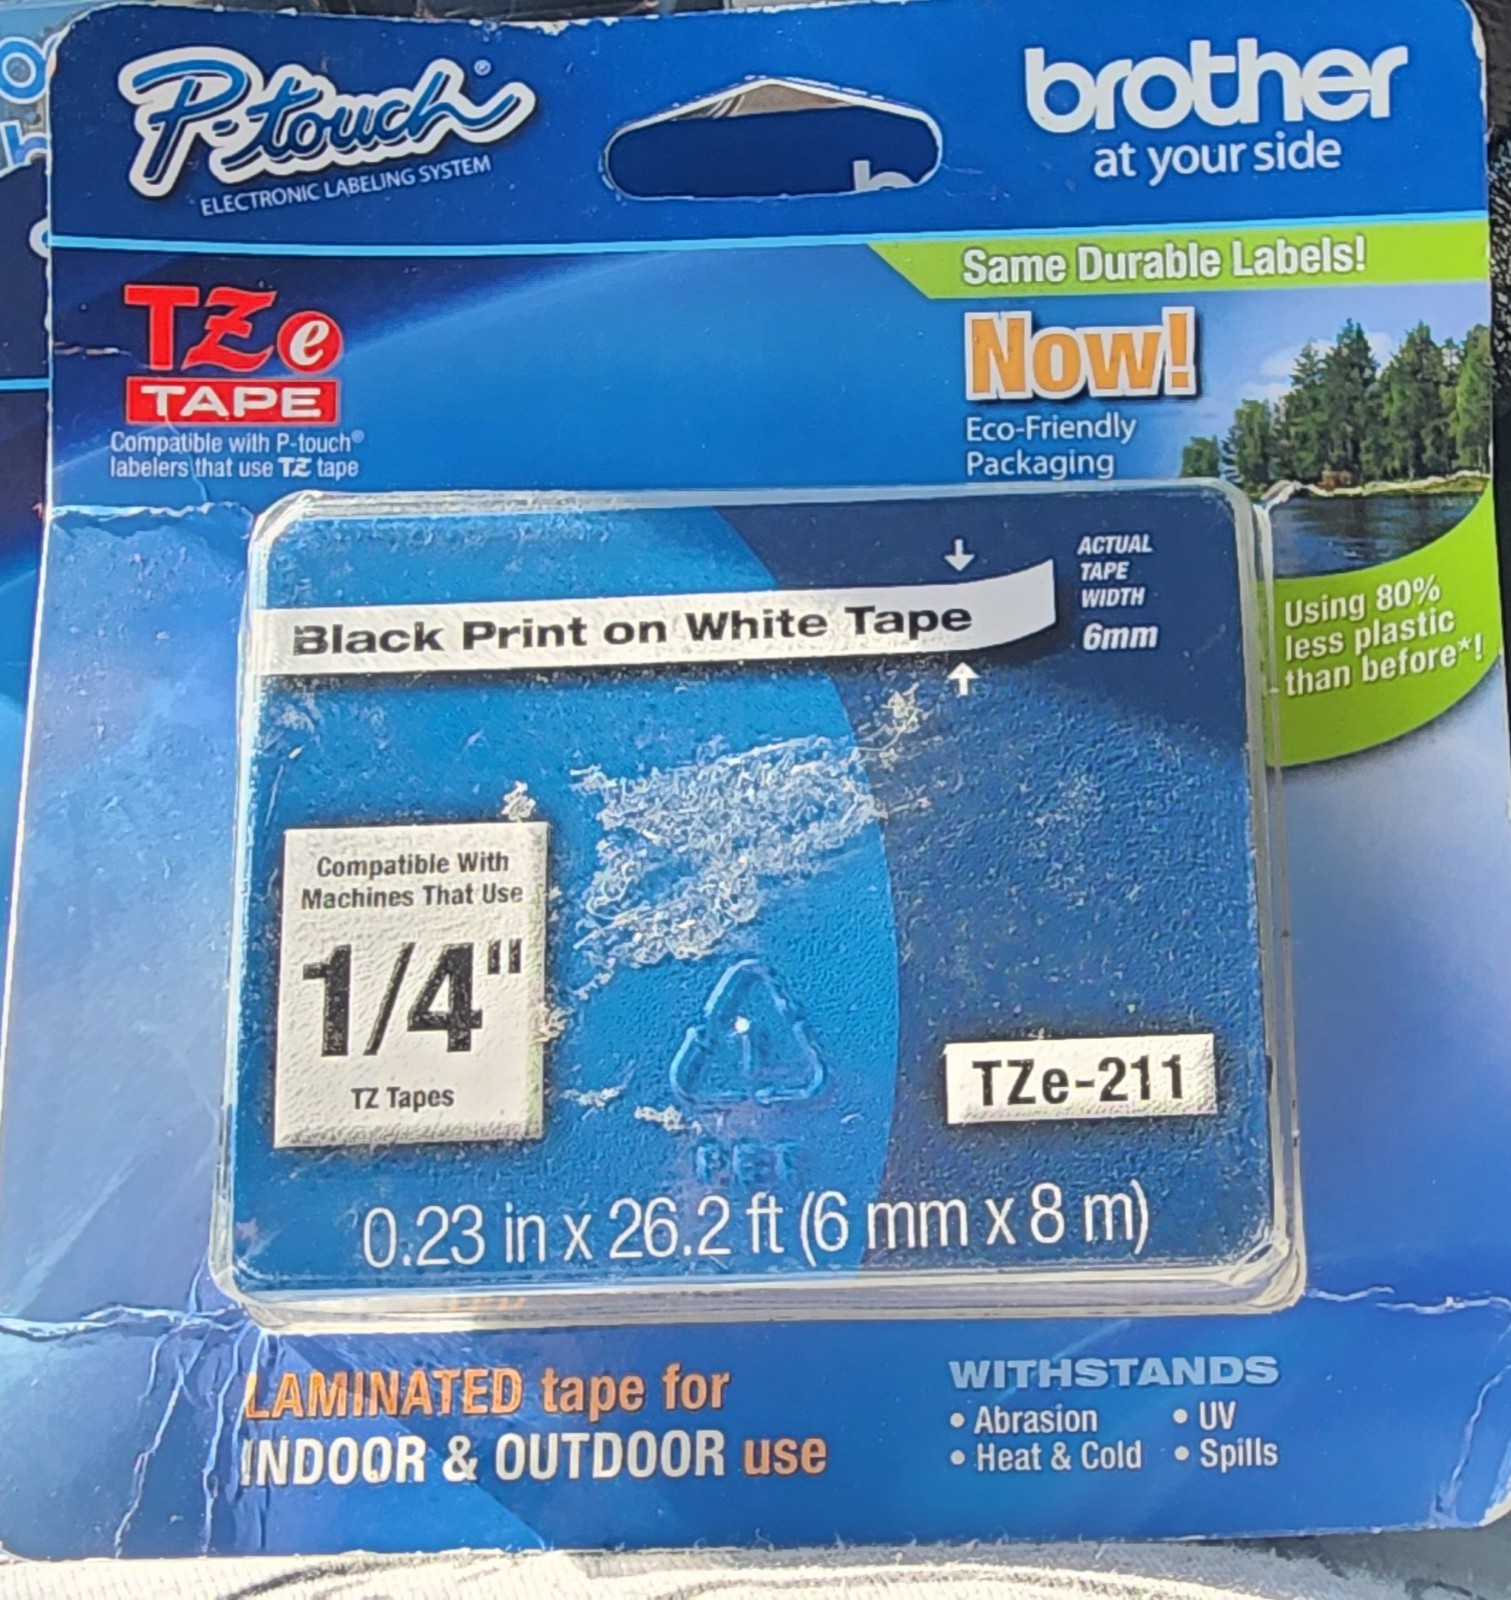 P-touch®
ELECTRONIC LABELING SYSTEM
brother
at your side
Same Durable Labels!
TZe
TAPE
Compatible with P-touch®
labelers that use TZ tape
Now!
Eco-Friendly
Packaging
Using 80%
less plastic
than before*!
Black Print on White Tape
ACTUAL
TAPE
WIDTH
6mm
Compatible With
Machines That Use
1/4"
TZ Tapes
1
PET
TZe-211
0.23 in x 26.2 ft (6 mm x 8 m)
LAMINATED tape for
INDOOR & OUTDOOR use
WITHSTANDS
• Abrasion • UV
• Heat & Cold • Spills